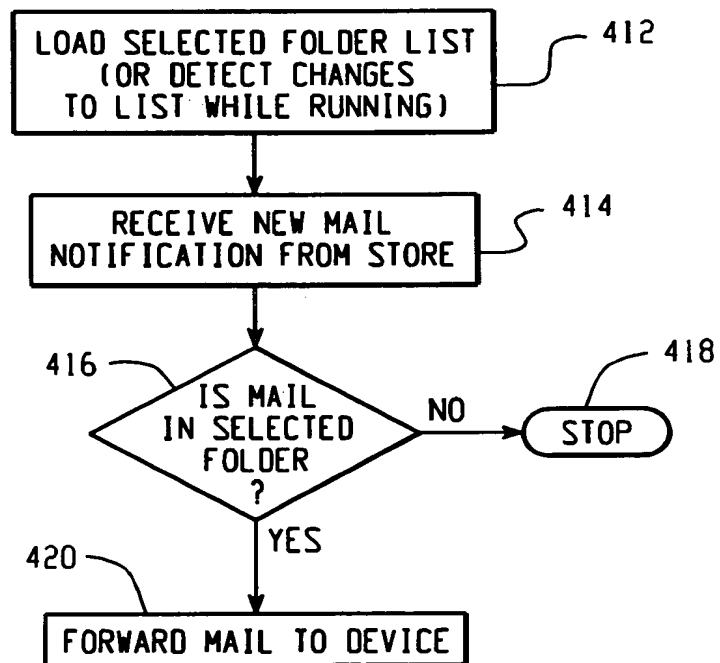 LOAD SELECTED FOLDER LIST
(OR DETECT CHANGES
TO LIST WHILE RUNNING)
412
RECEIVE NEW MAIL
NOTIFICATION FROM STORE
414
416
IS MAIL
IN SELECTED
FOLDER
?
NO
418
STOP
YES
420
FORWARD MAIL TO DEVICE